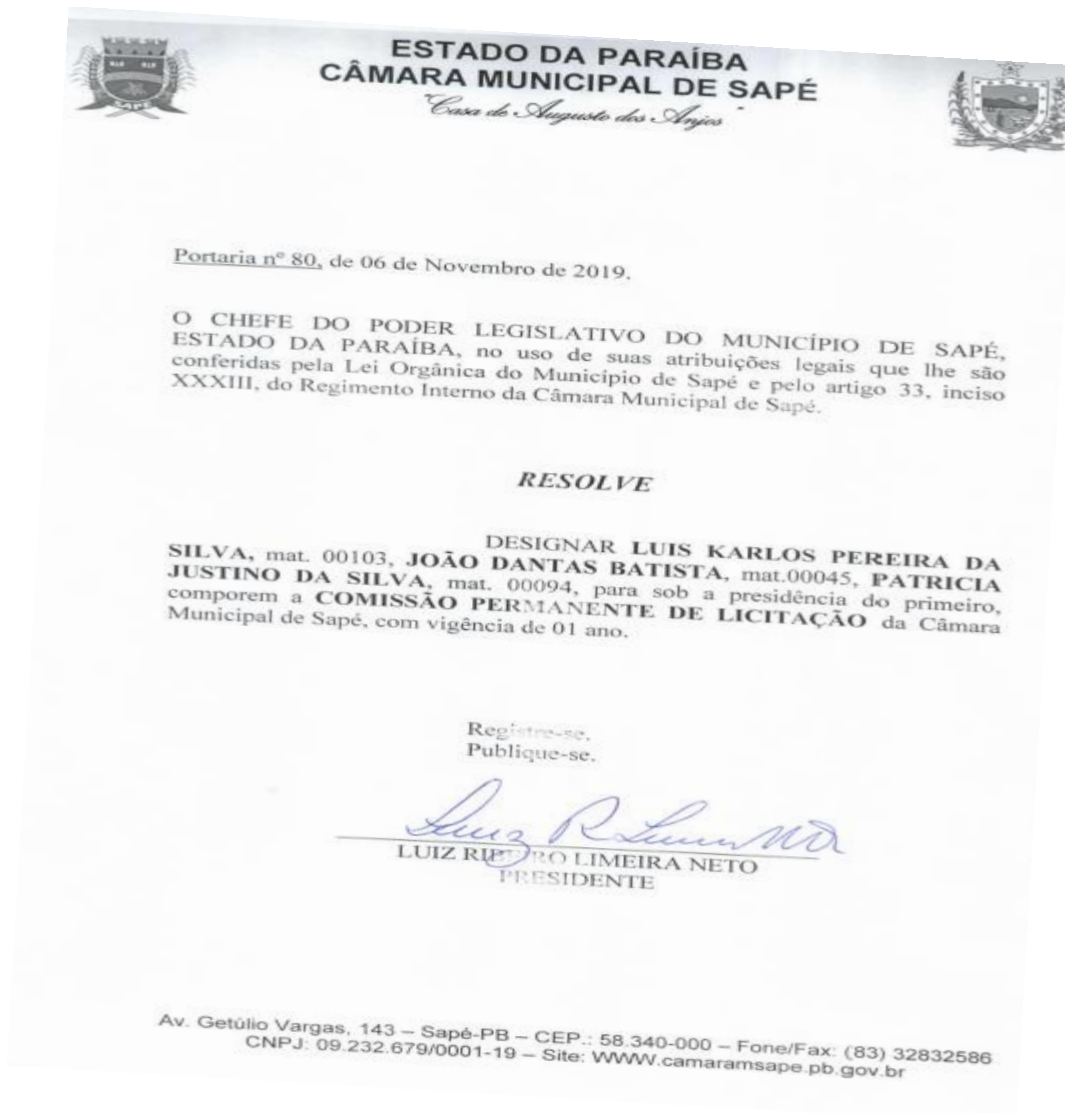 ESTADO DA PARAÍBA
CÂMARA MUNICIPAL DE SAPÉ
"Casa de Augusto dos Anjos"
SAPÉ
Portaria nº 80, de 06 de Novembro de 2019.
O CHEFE DO PODER LEGISLATIVO DO MUNICÍPIO DE SAPÉ,
ESTADO DA PARAÍBA, no uso de suas atribuições legais que lhe são
conferidas pela Lei Orgânica do Município de Sapé e pelo artigo 33, inciso
XXXIII, do Regimento Interno da Câmara Municipal de Sapé.
RESOLVE
DESIGNAR LUIS KARLOS PEREIRA DA
SILVA, mat. 00103, JOÃO DANTAS BATISTA, mat.00045, PATRICIA
JUSTINO DA SILVA, mat. 00094, para sob a presidência do primeiro,
comporem a COMISSÃO PERMANENTE DE LICITAÇÃO da Câmara
Municipal de Sapé, com vigência de 01 ano.
Registre-se.
Publique-se.
LUIZ RIBEIRO LIMEIRA NETO
PRESIDENTE
Av. Getúlio Vargas, 143 – Sapé-PB – CEP.: 58.340-000 – Fone/Fax: (83) 32832586
CNPJ: 09.232.679/0001-19 – Site: WWW.camaramsape.pb.gov.br